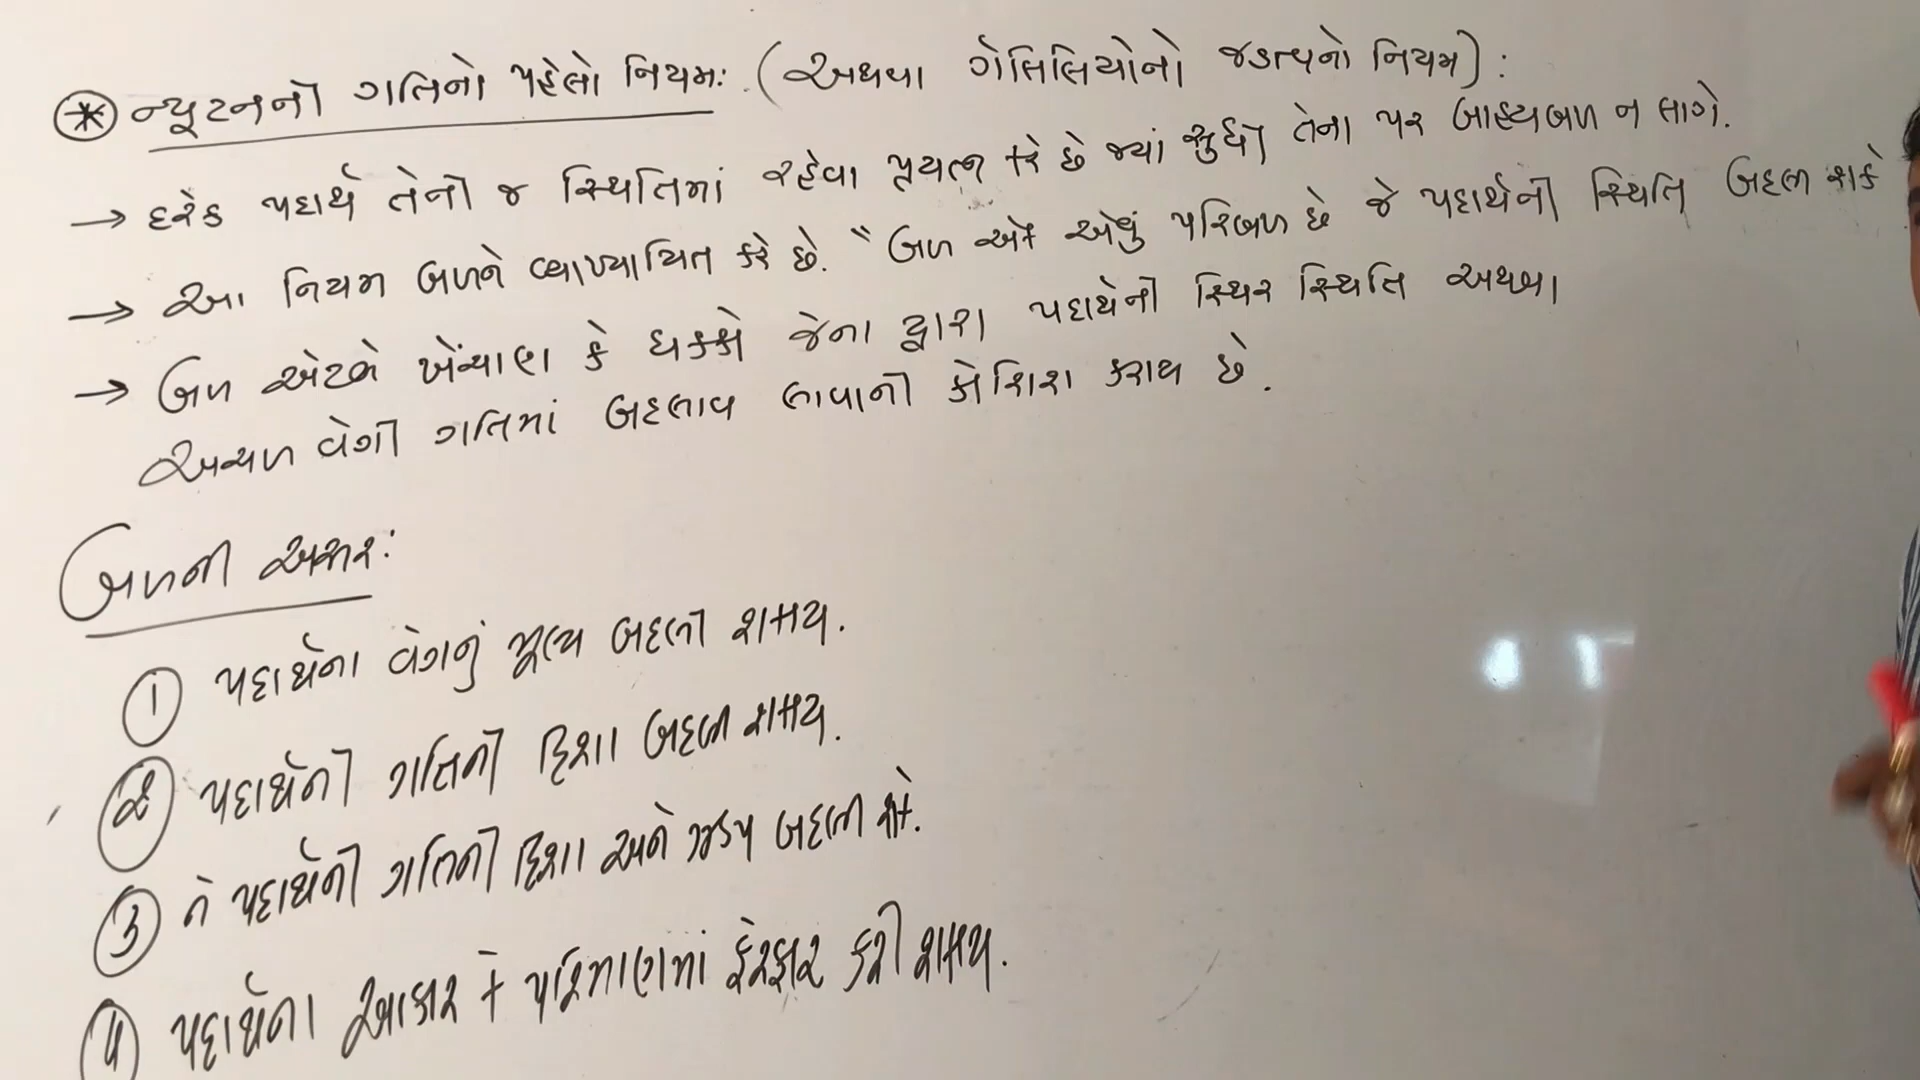 * ન્યૂટનનો ગતિનો પહેલો નિયમ: (અથવા ગેલિલિયોનો જડત્વનો નિયમ):
→ દરેક પદાર્થ તેની જ સ્થિતિમાં રહેવા પ્રયત્ન કરે છે જ્યાં સુધી તેના પર બાહ્યબળ ન લાગે.
→ આ નિયમ બળને વ્યાખ્યાયિત કરે છે. "બળ એક એવું પરિબળ છે જે પદાર્થની સ્થિતિ બદલી શકે
→ બળ એટલે ખેંચાણ કે ધક્કો જેના દ્વારા પદાર્થની સ્થિર સ્થિતિ અથવા
અચળ વેગી ગતિમાં બદલાવ લાવાની કોશિશ કરાય છે.
બળની અસર:
① પદાર્થના વેગનું મૂલ્ય બદલી શકાય.
② પદાર્થની ગતિની દિશા બદલી શકાય.
③ તે પદાર્થની ગતિની દિશા અને ઝડપ બદલી શકે.
④ પદાર્થના આકાર કે પરિમાણમાં ફેરફાર કરી શકાય.